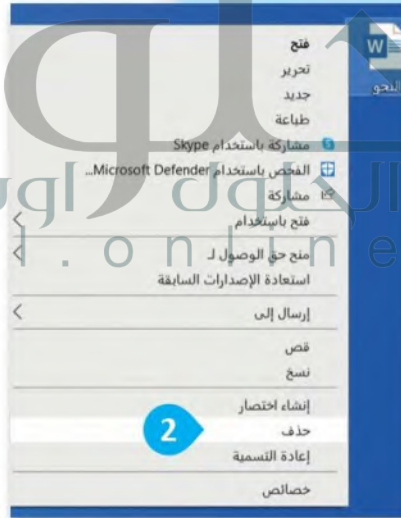 فتح
تحرير
جديد
طباعة
مشاركة باستخدام Skype
الفحص باستخدام Microsoft Defender...
مشاركة
فتح باستخدام
منح حق الوصول لـ
استعادة الإصدارات السابقة
إرسال إلى
قص
نسخ
إنشاء اختصار
حذف
2
إعادة التسمية
خصائص
W
النحو